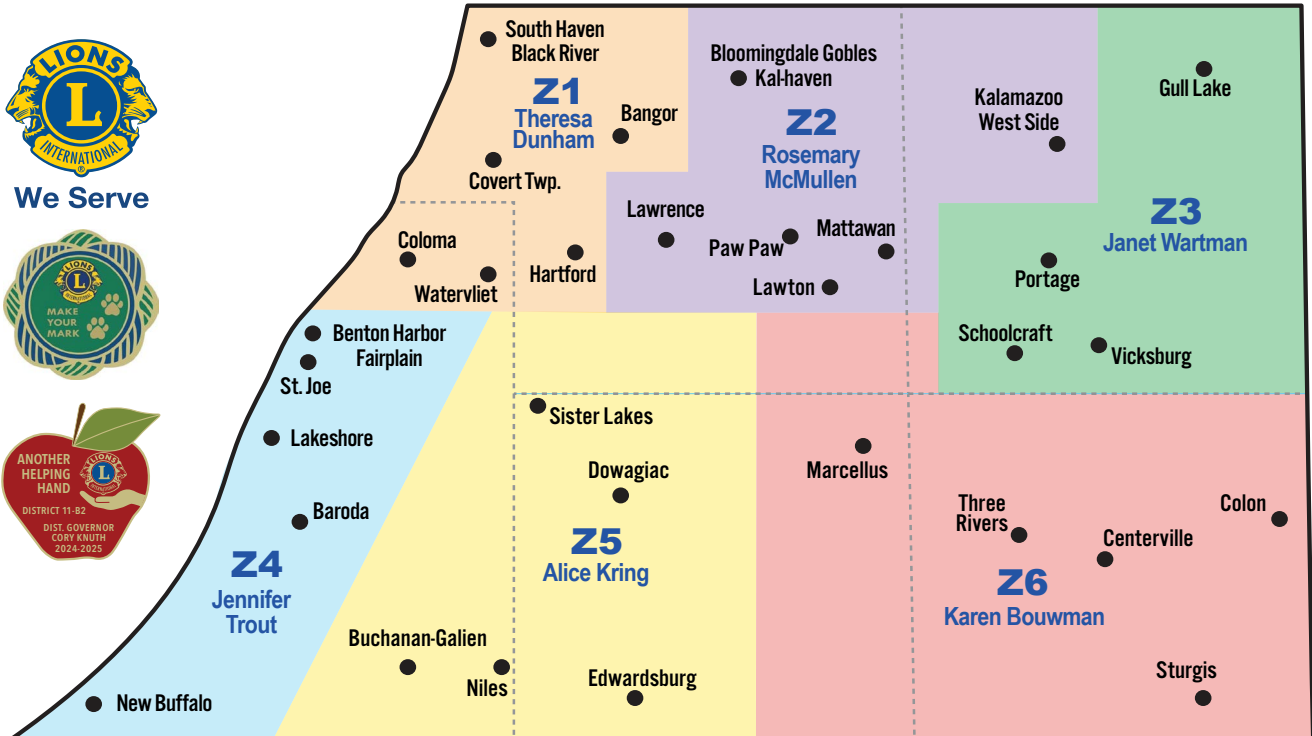 LIONS
L
INTERNATIONAL
®
We Serve
LIONS
L
INTERNATIONAL
MAKE
YOUR
MARK
LIONS
L
INTERNATIONAL
ANOTHER
HELPING
HAND
DISTRICT 11-B2
DIST. GOVERNOR
CORY KNUTH
2024-2025
South Haven
Black River
Z1
Theresa
Dunham
Bangor
Covert Twp.
Coloma
Watervliet
Hartford
Bloomingdale Gobles
Kal-haven
Z2
Rosemary
McMullen
Kalamazoo
West Side
Lawrence
Paw Paw
Mattawan
Lawton
Gull Lake
Z3
Janet Wartman
Portage
Schoolcraft
Vicksburg
Benton Harbor
Fairplain
St. Joe
Lakeshore
Baroda
Z4
Jennifer
Trout
New Buffalo
Sister Lakes
Dowagiac
Z5
Alice Kring
Buchanan-Galien
Niles
Edwardsburg
Marcellus
Three
Rivers
Centerville
Colon
Z6
Karen Bouwman
Sturgis